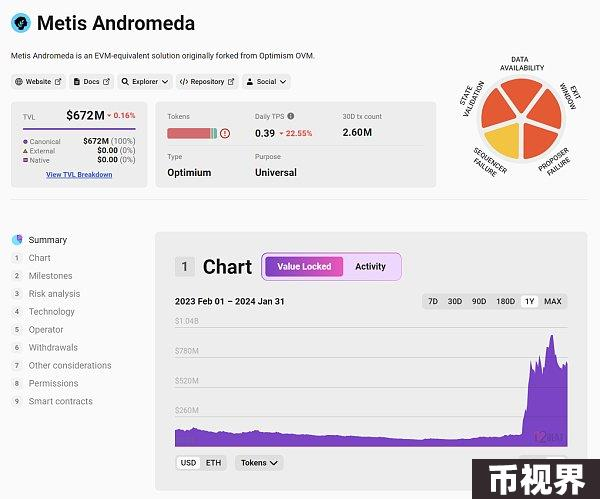 Metis Andromeda
Metis Andromeda is an EVM-equivalent solution originally forked from Optimism OVM.
Website Docs Explorer Repository Social
TVL $672M 0.16%
Canonical $672M (100%)
External $0.00 (0%)
Native $0.00 (0%)
View TVL Breakdown
Tokens Daily TPS 30D tx count
0.39 22.55% 2.60M
Type Purpose
Optimium Universal
DATA
AVAILABILITY
STATE
VALIDATION
EXIT
WINDOW
SEQUENCER
FAILURE
PROPOSER
FAILURE
Summary
1 Chart
2 Milestones
3 Risk analysis
4 Technology
5 Operator
6 Withdrawals
7 Other considerations
8 Permissions
9 Smart contracts
1 Chart Value Locked Activity
2023 Feb 01 – 2024 Jan 31 7D 30D 90D 180D 1Y MAX
$1.04B
$780M
$520M
$260M
L2BEAT
USD ETH Tokens
币视界